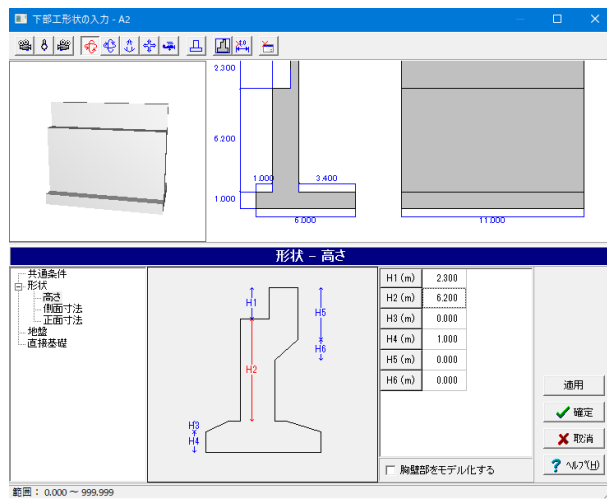 下部工形状の入力 - A2
2.300
6.200
1.000
3.400
1.000
6.000
11.000
形状 − 高さ
共通条件
形状
高さ
側面寸法
正面寸法
地盤
直接基礎
H1
H5
H6
H2
H3
H4
H1 (m) 2.300
H2 (m) 6.200
H3 (m) 0.000
H4 (m) 1.000
H5 (m) 0.000
H6 (m) 0.000
胸壁部をモデル化する
適用
確定
取消
? ヘルプ(H)
範囲: 0.000 ～ 999.999